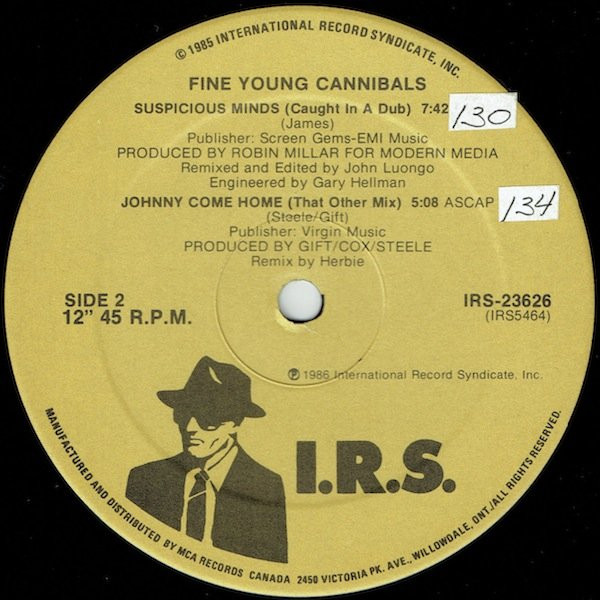 © 1985 INTERNATIONAL RECORD SYNDICATE, INC.
FINE YOUNG CANNIBALS
SUSPICIOUS MINDS (Caught In A Dub) 7:42
130
(James)
Publisher: Screen Gems-EMI Music
PRODUCED BY ROBIN MILLAR FOR MODERN MEDIA
Remixed and Edited by John Luongo
Engineered by Gary Hellman
JOHNNY COME HOME (That Other Mix) 5:08 ASCAP
134
(Steele/Gift)
Publisher: Virgin Music
PRODUCED BY GIFT/COX/STEELE
Remix by Herbie
SIDE 2
12" 45 R.P.M.
IRS-23626
(IRS5464)
℗ 1986 International Record Syndicate, Inc.
I.R.S.
MANUFACTURED AND DISTRIBUTED BY MCA RECORDS CANADA 2450 VICTORIA PK. AVE., WILLOWDALE, ONT./ALL RIGHTS RESERVED.